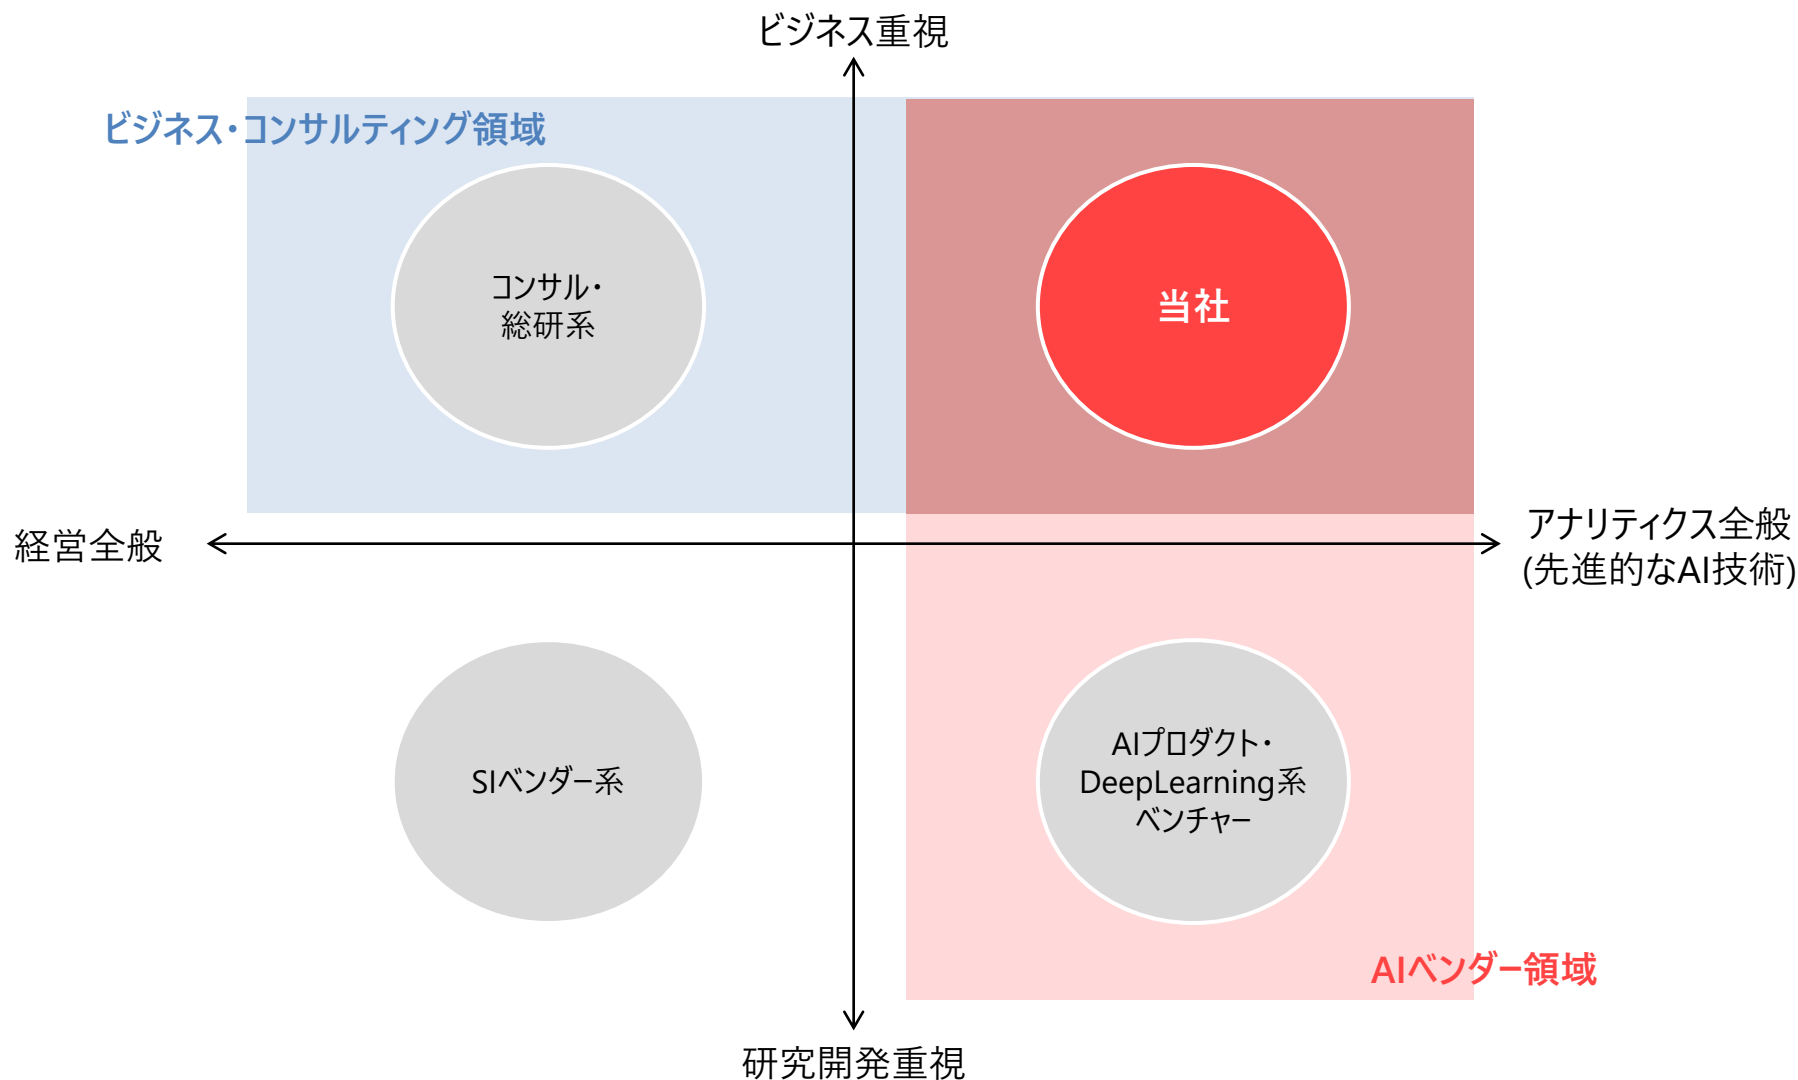 ビジネス重視
ビジネス・コンサルティング領域
コンサル・
総研系
当社
経営全般
アナリティクス全般
(先進的なAI技術)
SIベンダー系
AIプロダクト・
DeepLearning系
ベンチャー
AIベンダー領域
研究開発重視